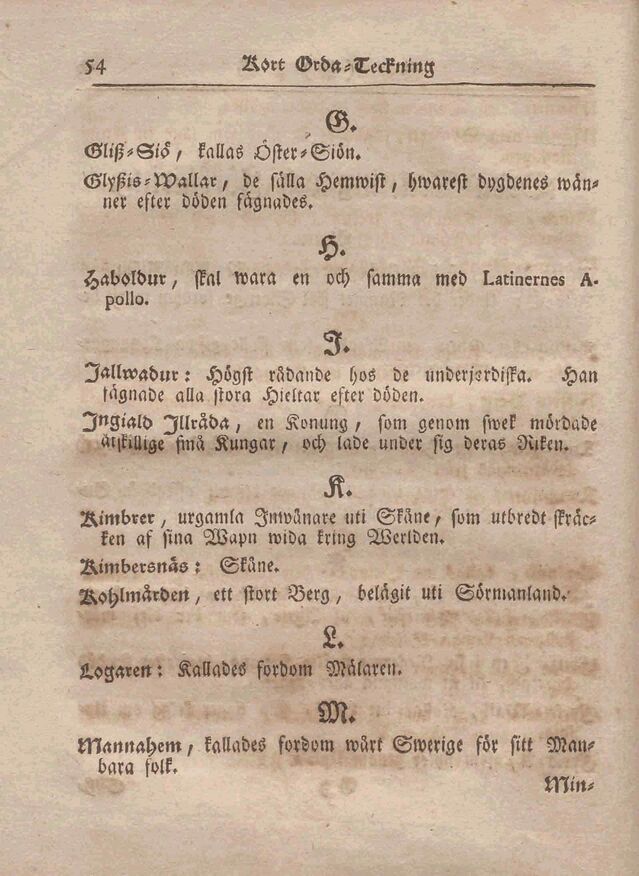 54 Kort Orda-Teckning
G.
Gliß-Siö, kallas Öster-Siön.
Glyßis-Wallar, de sälla Hemwist, hwarest dygdenes wän-
ner efter döden fägnades.
H.
Haboldur, skal wara en och samma med Latinernes A-
pollo.
J.
Jallwadur: Högst rådande hos de underjordiska. Han
fägnade alla stora Hieltar efter döden.
Ingiald Illråda, en Konung, som genom swek mördade
åtskillige små Kungar, och lade under sig deras Riken.
K.
Kimbrer, urgamla Inwånare uti Skåne, som utbredt skräc-
ken af sina Wapn wida kring Werlden.
Kimbersnäs: Skåne.
Kohlmården, ett stort Berg, belägit uti Sörmanland.
L.
Logaren: Kallades fordom Mälaren.
M.
Mannahem, kallades fordom wårt Swerige för sitt Man-
bara folk.
Min-